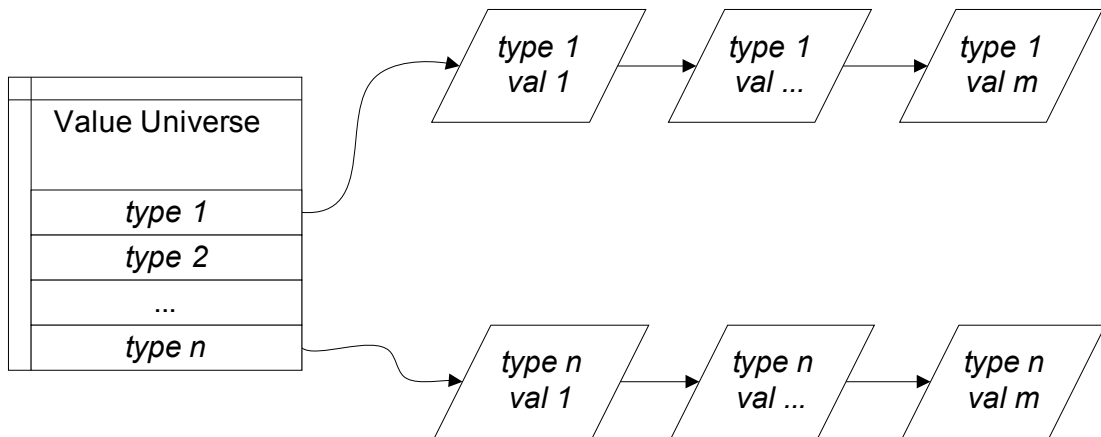 Value Universe
type 1
type 2
...
type n
type 1
val 1
type 1
val ...
type 1
val m
type n
val 1
type n
val ...
type n
val m